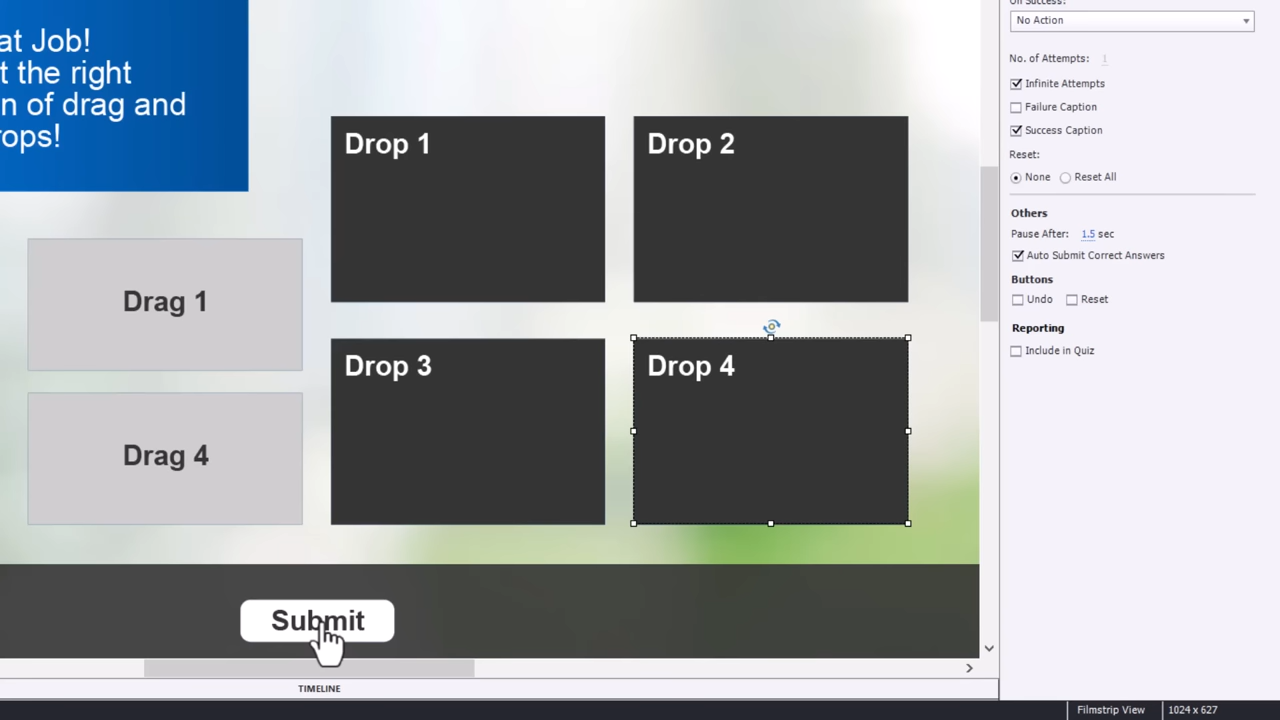 at Job!
t the right
n of drag and
rops!
Drop 1
Drop 2
Drag 1
Drop 3
Drop 4
Drag 4
Submit
TIMELINE
On Success:
No Action
No. of Attempts: 1
Infinite Attempts
Failure Caption
Success Caption
Reset:
None Reset All
Others
Pause After: 1.5 sec
Auto Submit Correct Answers
Buttons
Undo Reset
Reporting
Include in Quiz
Filmstrip View 1024 x 627